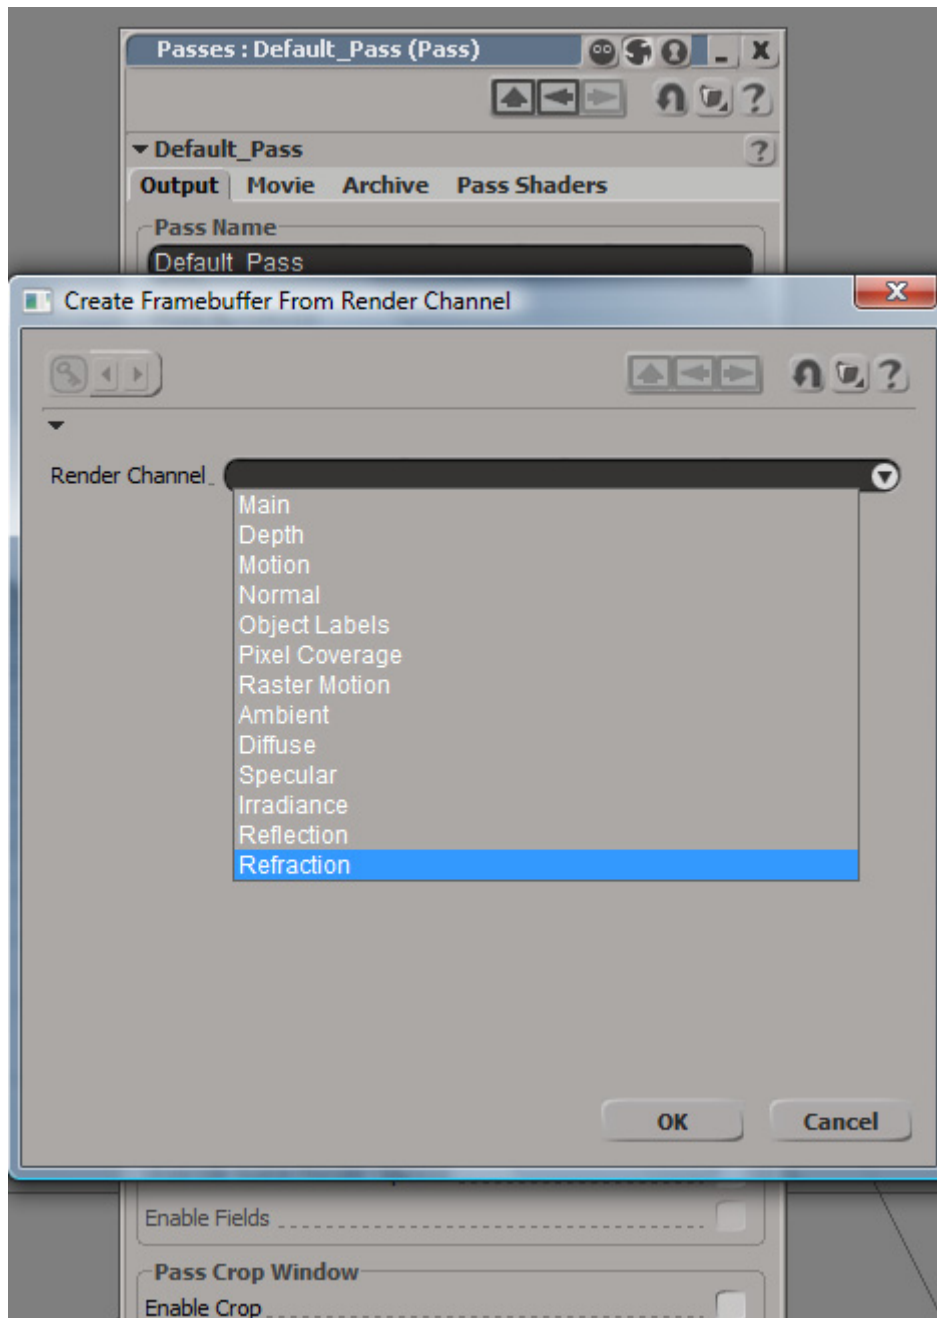 Passes : Default_Pass (Pass)
Default_Pass
Output Movie Archive Pass Shaders
Pass Name
Default_Pass
Create Framebuffer From Render Channel
Render Channel
Main
Depth
Motion
Normal
Object Labels
Pixel Coverage
Raster Motion
Ambient
Diffuse
Specular
Irradiance
Reflection
Refraction
OK Cancel
Enable Fields
Pass Crop Window
Enable Crop